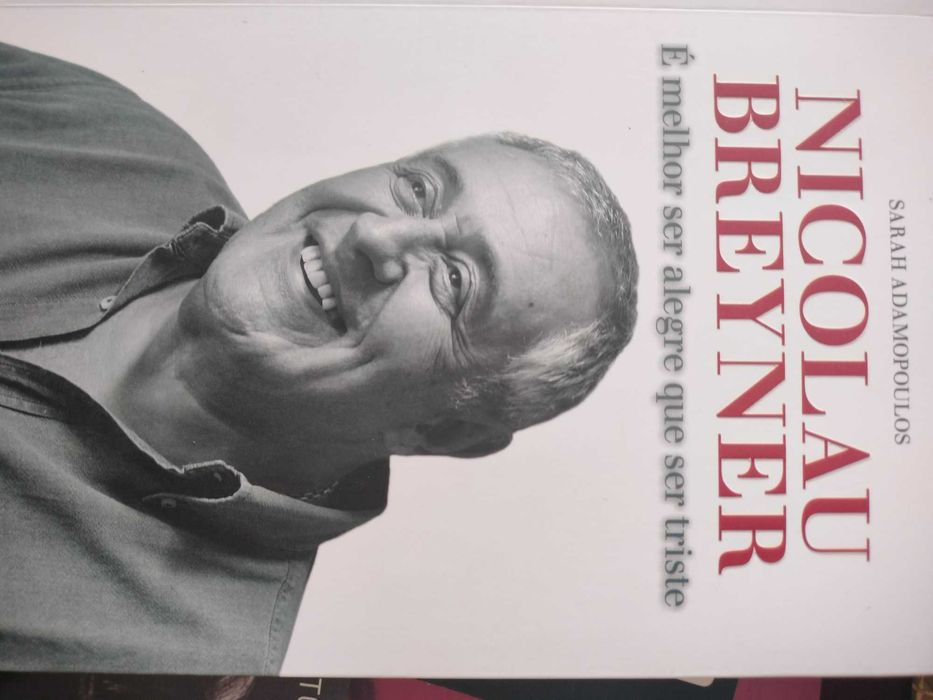 SARAH ADAMOPOULOS
NICOLAU
BREYNER
É melhor ser alegre que ser triste